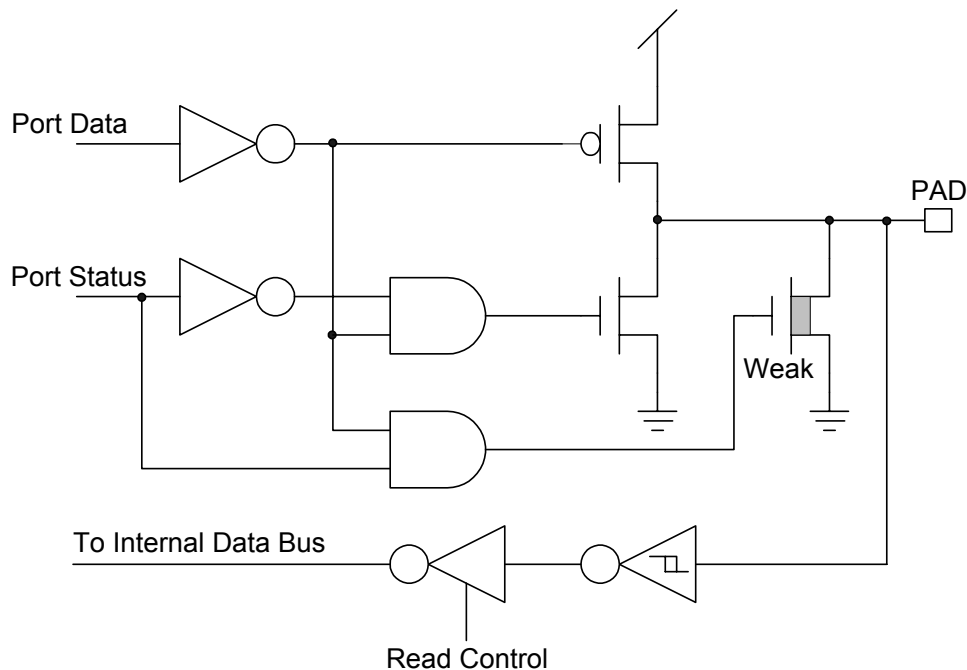 Port Data
PAD
Port Status
Weak
To Internal Data Bus
Read Control